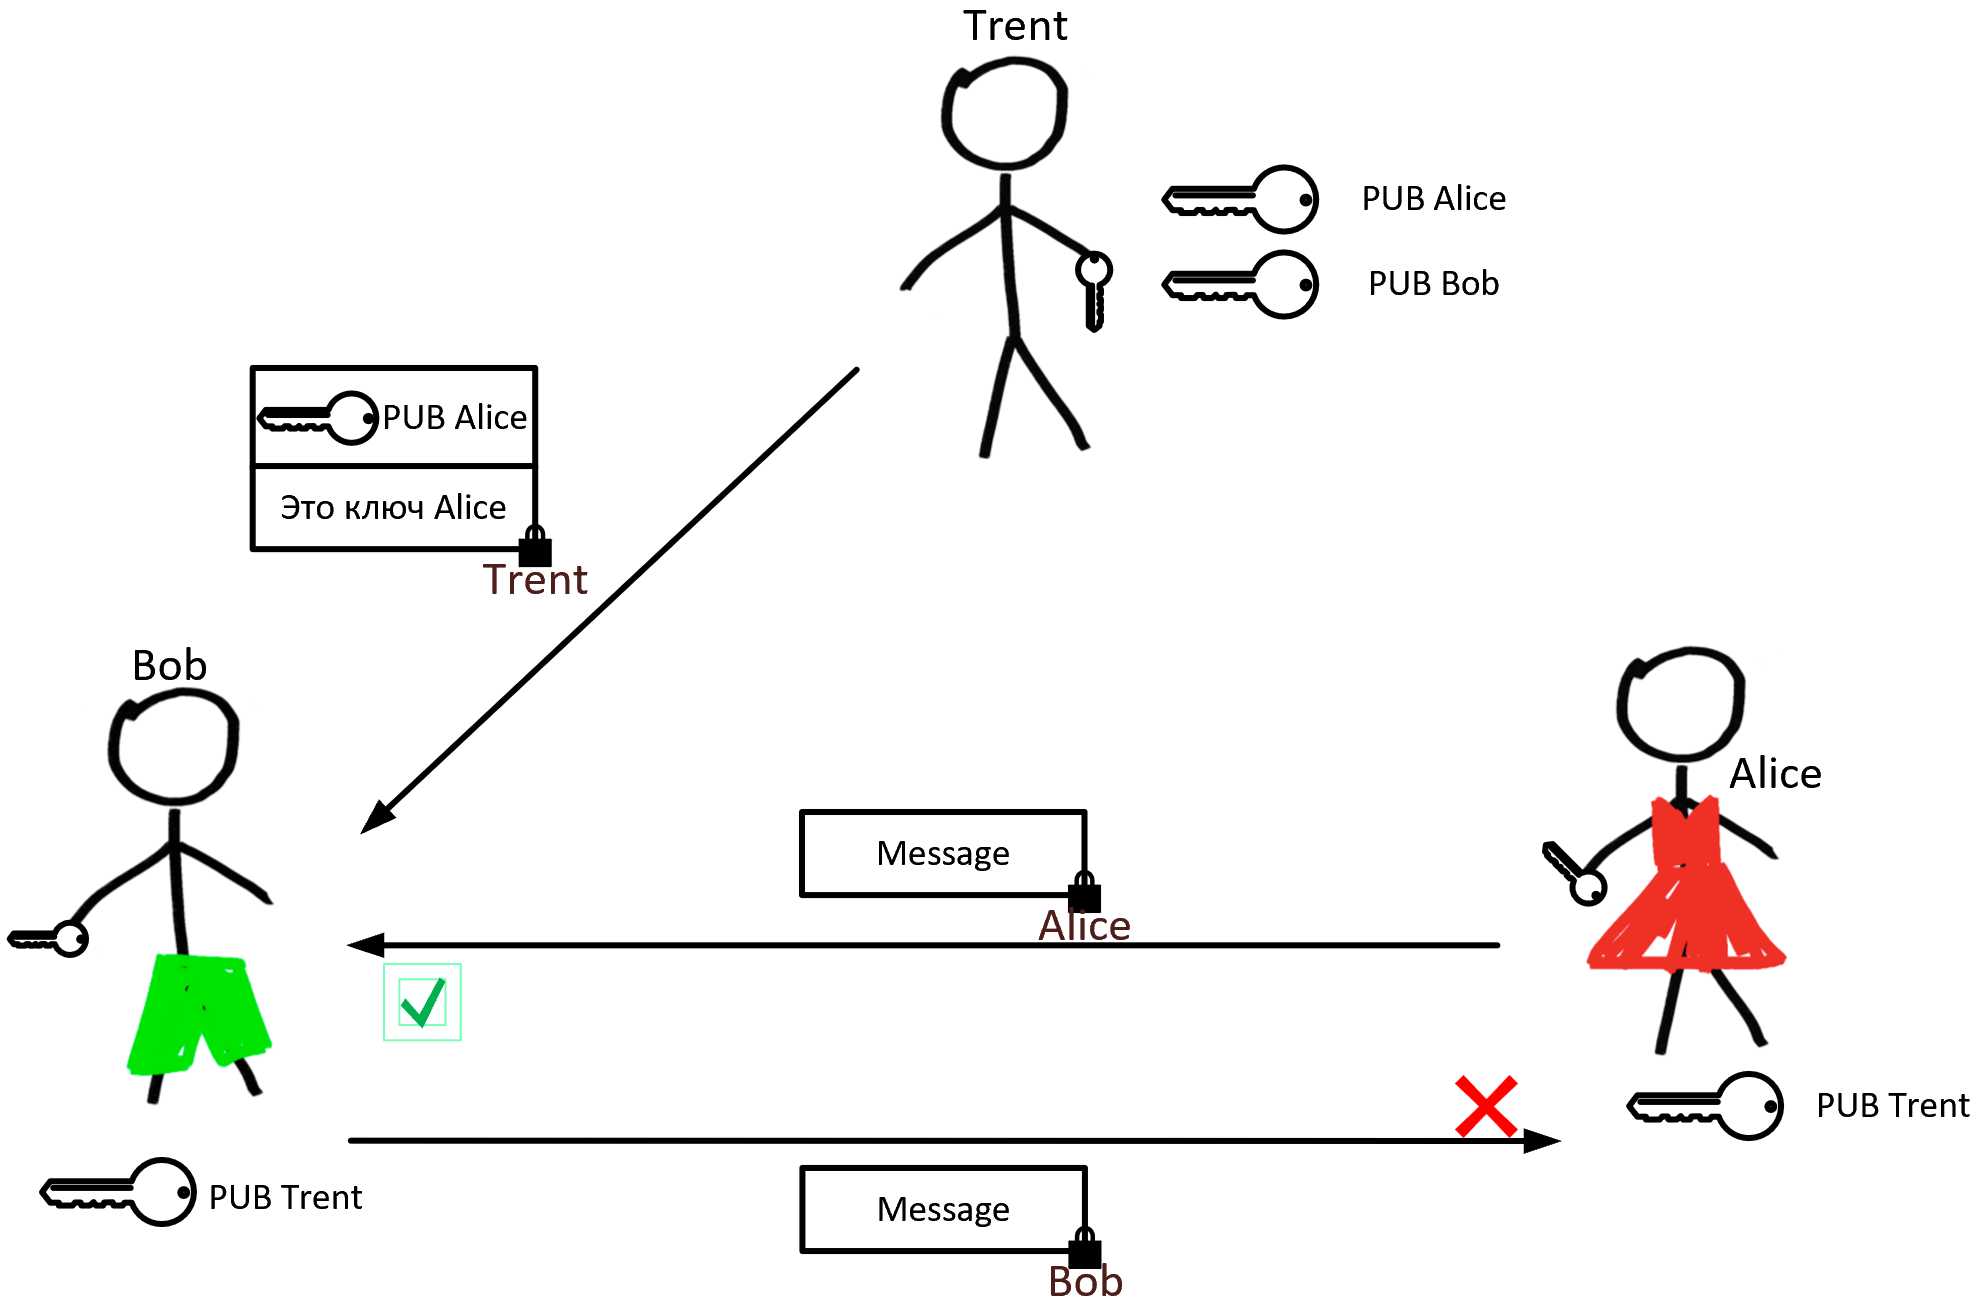 Trent
PUB Alice
PUB Bob
PUB Alice
Это ключ Alice
Trent
Bob
Alice
Message
Alice
PUB Trent
PUB Trent
Message
Bob